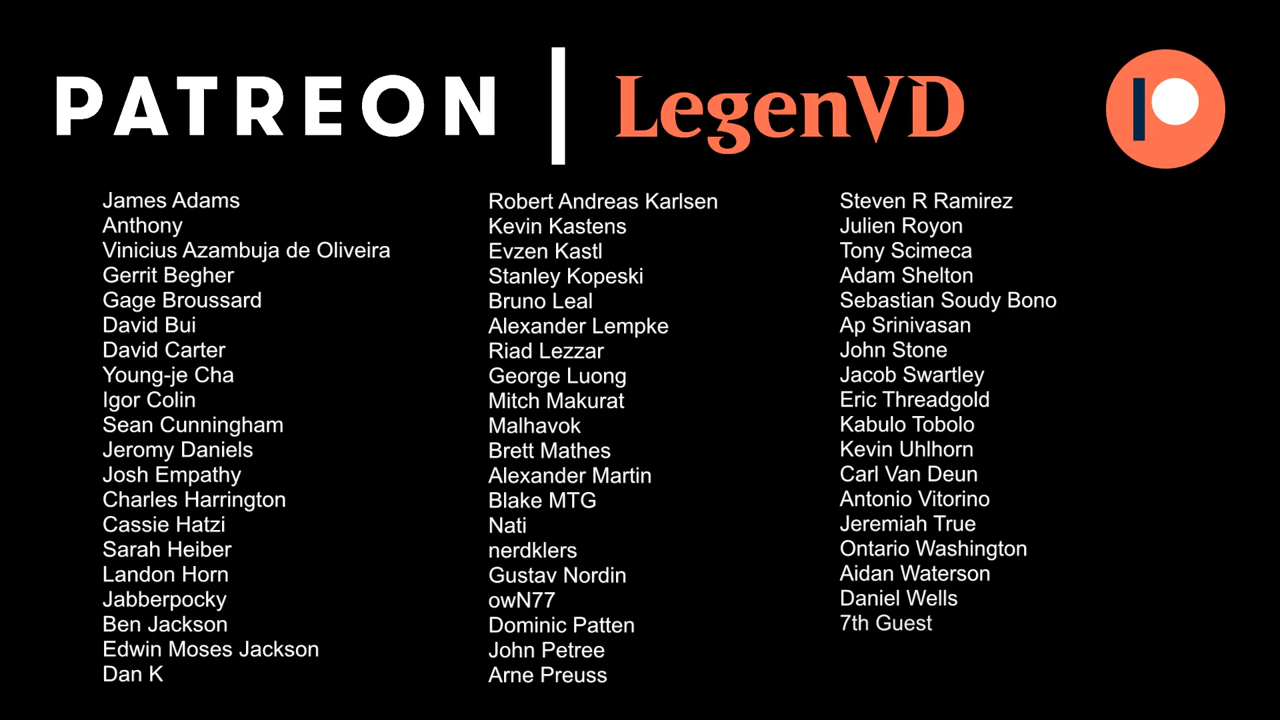 PATREON | LegenVD
James Adams
Anthony
Vinicius Azambuja de Oliveira
Gerrit Begher
Gage Broussard
David Bui
David Carter
Young-je Cha
Igor Colin
Sean Cunningham
Jeromy Daniels
Josh Empathy
Charles Harrington
Cassie Hatzi
Sarah Heiber
Landon Horn
Jabberpocky
Ben Jackson
Edwin Moses Jackson
Dan K
Robert Andreas Karlsen
Kevin Kastens
Evzen Kastl
Stanley Kopeski
Bruno Leal
Alexander Lempke
Riad Lezzar
George Luong
Mitch Makurat
Malhavok
Brett Mathes
Alexander Martin
Blake MTG
Nati
nerdklers
Gustav Nordin
owN77
Dominic Patten
John Petree
Arne Preuss
Steven R Ramirez
Julien Royon
Tony Scimeca
Adam Shelton
Sebastian Soudy Bono
Ap Srinivasan
John Stone
Jacob Swartley
Eric Threadgold
Kabulo Tobolo
Kevin Uhlhorn
Carl Van Deun
Antonio Vitorino
Jeremiah True
Ontario Washington
Aidan Waterson
Daniel Wells
7th Guest